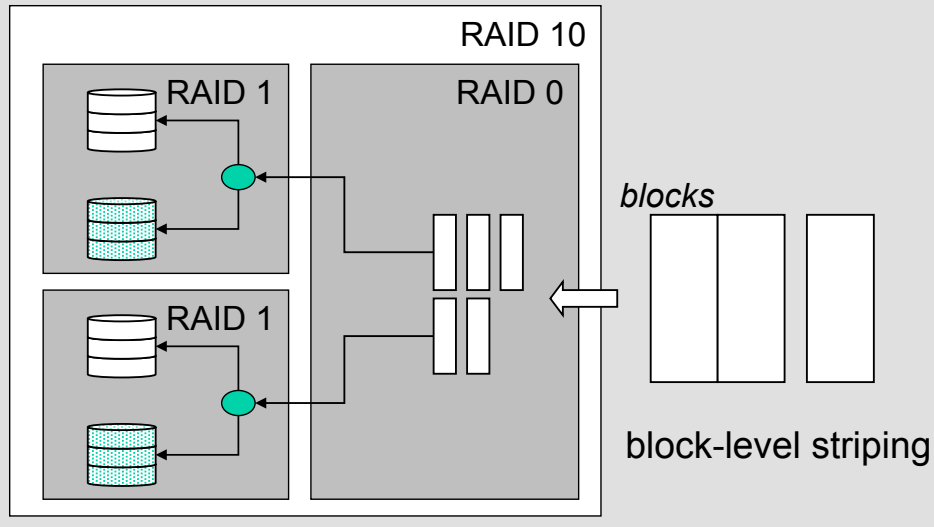 RAID 10
RAID 1
RAID 0
blocks
RAID 1
block-level striping